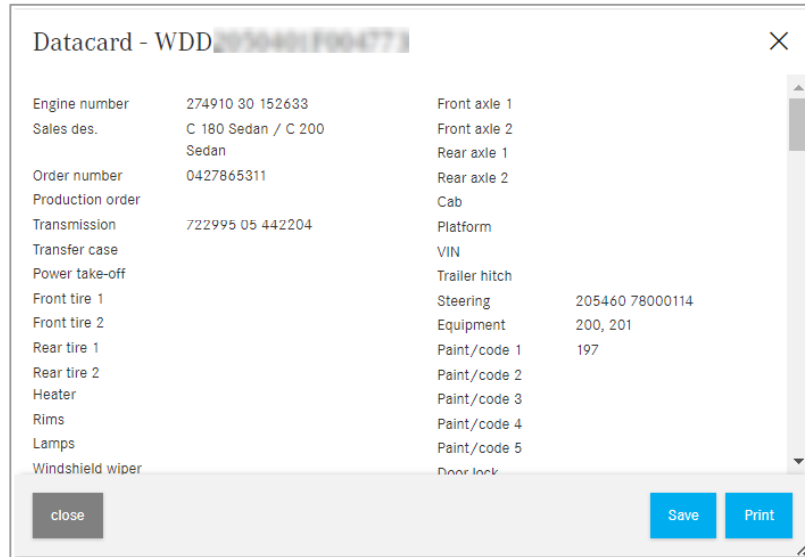 Datacard - WDD
Engine number 274910 30 152633
Sales des. C 180 Sedan / C 200
Sedan
Order number 0427865311
Production order
Transmission 722995 05 442204
Transfer case
Power take-off
Front tire 1
Front tire 2
Rear tire 1
Rear tire 2
Heater
Rims
Lamps
Windshield wiper
Front axle 1
Front axle 2
Rear axle 1
Rear axle 2
Cab
Platform
VIN
Trailer hitch
Steering 205460 78000114
Equipment 200, 201
Paint/code 1 197
Paint/code 2
Paint/code 3
Paint/code 4
Paint/code 5
Door lock
close
Save
Print